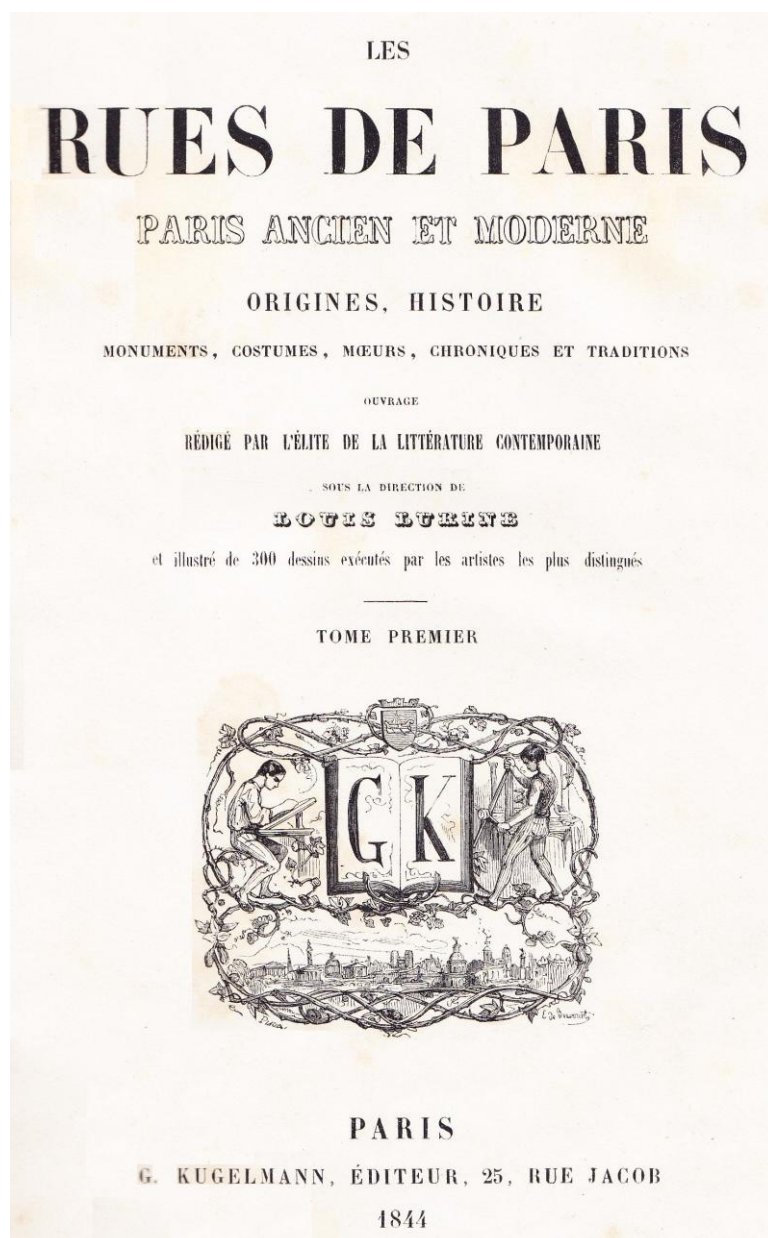 LES
RUES DE PARIS
PARIS ANCIEN ET MODERNE
ORIGINES, HISTOIRE
MONUMENTS, COSTUMES, MŒURS, CHRONIQUES ET TRADITIONS
OUVRAGE
RÉDIGÉ PAR L'ÉLITE DE LA LITTÉRATURE CONTEMPORAINE
SOUS LA DIRECTION DE
LOUIS LURINE
et illustré de 300 dessins exécutés par les artistes les plus distingués
TOME PREMIER
G K
PARIS
G. KUGELMANN, ÉDITEUR, 25, RUE JACOB
1844